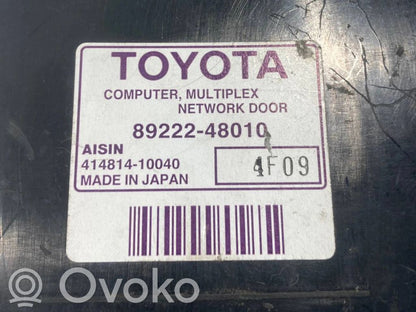 TOYOTA
COMPUTER, MULTIPLEX
NETWORK DOOR
89222-48010
AISIN
414814-10040
4F09
MADE IN JAPAN
Ovoko